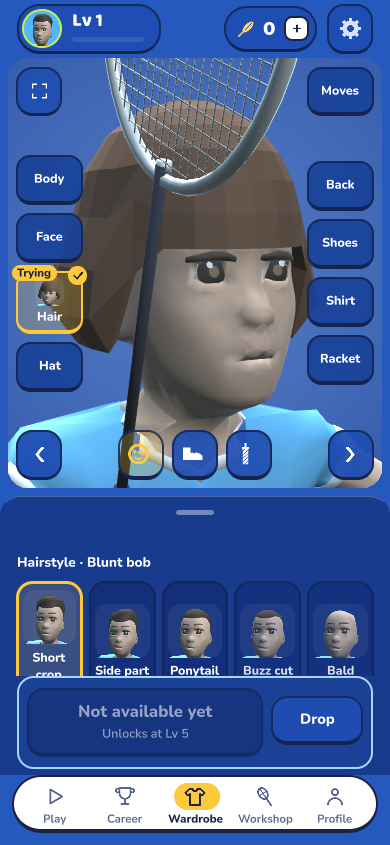 Lv 1
0
+
Moves
Body
Back
Face
Shoes
Trying
Hair
Shirt
Hat
Racket
Hairstyle · Blunt bob
Short
crop
Side part
Ponytail
Buzz cut
Bald
Not available yet
Unlocks at Lv 5
Drop
Play
Career
Wardrobe
Workshop
Profile